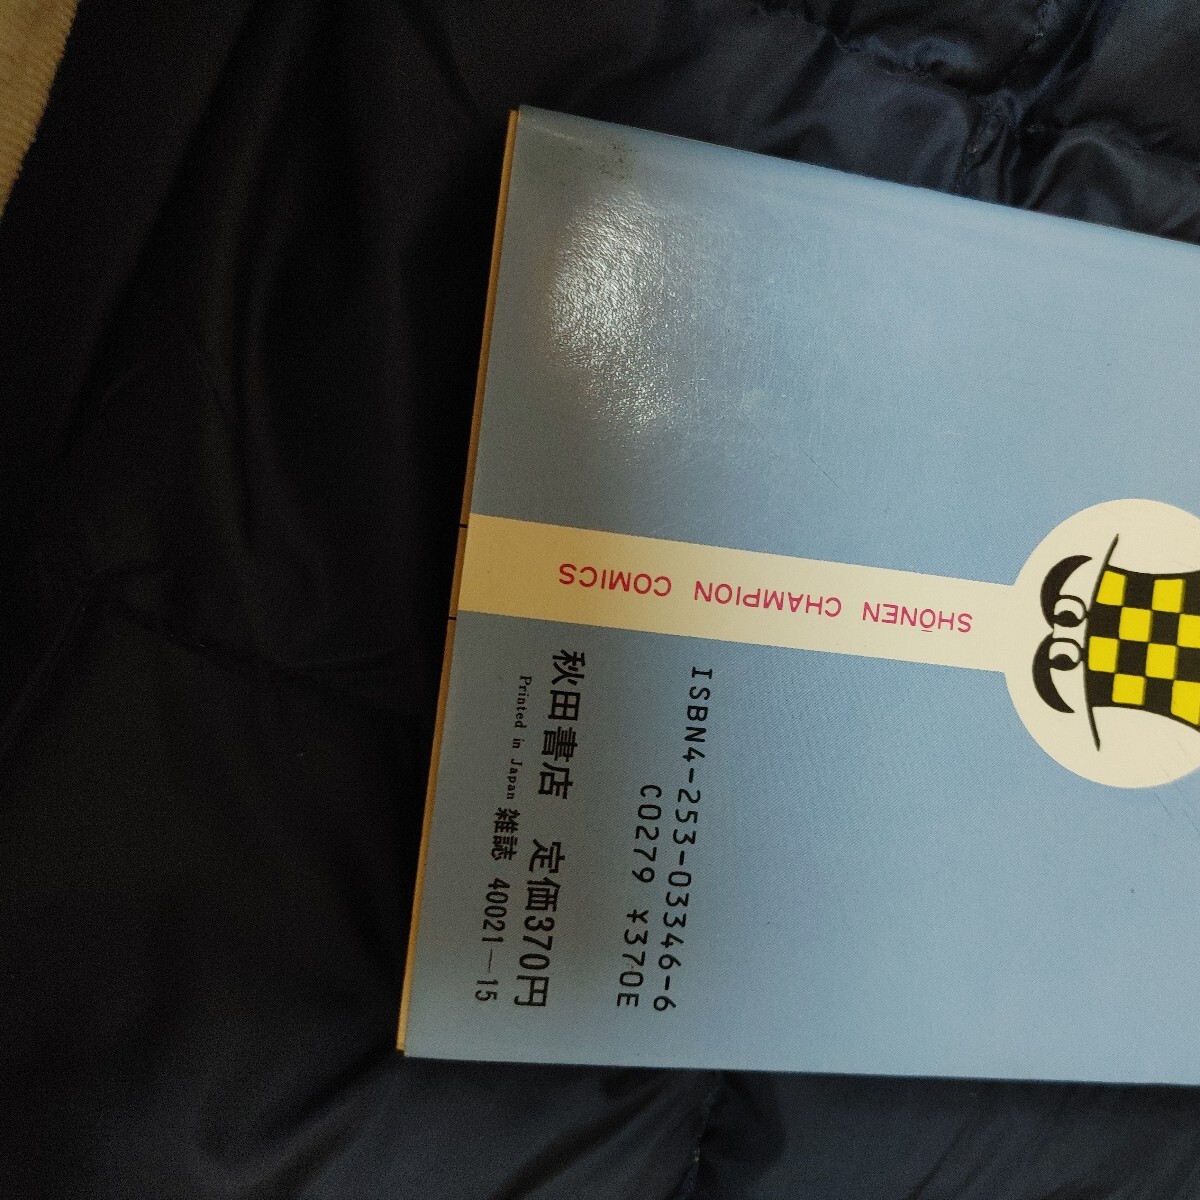 SHŌNEN CHAMPION COMICS
ISBN4-253-03346-6
C0279 ¥370E
秋田書店 定価370円
Printed in Japan 雑誌 40021—15